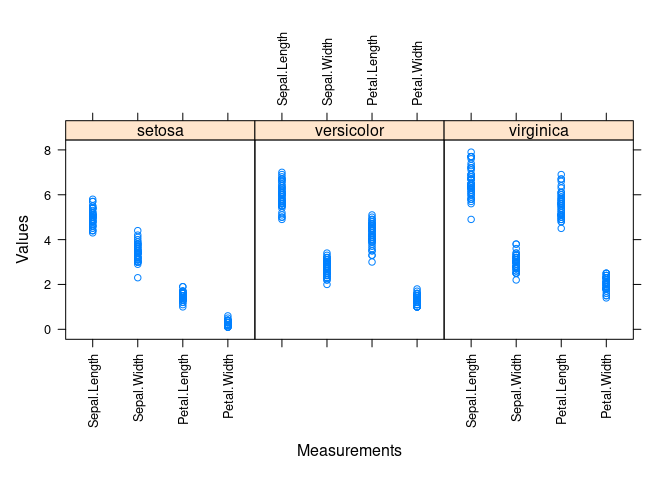 Sepal.Length Sepal.Width Petal.Length Petal.Width
setosa versicolor virginica
8
6
4
2
0
Values
Sepal.Length Sepal.Width Petal.Length Petal.Width Sepal.Length Sepal.Width Petal.Length Petal.Width
Measurements